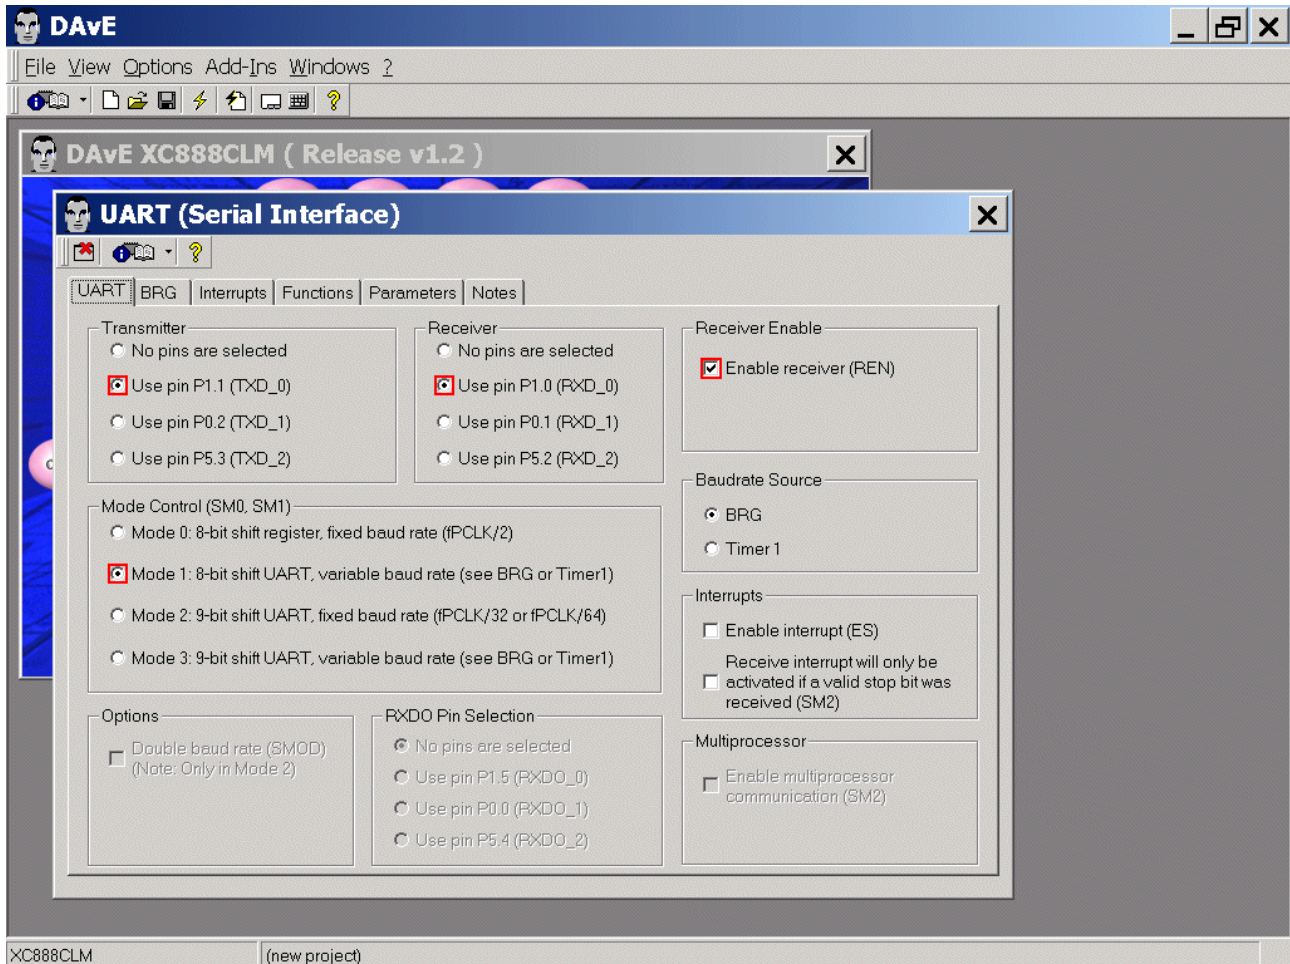 DAvE
File View Options Add-Ins Windows ?
DAvE XC888CLM ( Release v1.2 )
UART (Serial Interface)
UART BRG Interrupts Functions Parameters Notes
Transmitter
No pins are selected
Use pin P1.1 (TXD_0)
Use pin P0.2 (TXD_1)
Use pin P5.3 (TXD_2)
Receiver
No pins are selected
Use pin P1.0 (RXD_0)
Use pin P0.1 (RXD_1)
Use pin P5.2 (RXD_2)
Receiver Enable
Enable receiver (REN)
Mode Control (SM0, SM1)
Mode 0: 8-bit shift register, fixed baud rate (fPCLK/2)
Mode 1: 8-bit shift UART, variable baud rate (see BRG or Timer1)
Mode 2: 9-bit shift UART, fixed baud rate (fPCLK/32 or fPCLK/64)
Mode 3: 9-bit shift UART, variable baud rate (see BRG or Timer1)
Baudrate Source
BRG
Timer 1
Interrupts
Enable interrupt (ES)
Receive interrupt will only be
activated if a valid stop bit was
received (SM2)
Options
Double baud rate (SMOD)
(Note: Only in Mode 2)
RXDO Pin Selection
No pins are selected
Use pin P1.5 (RXDO_0)
Use pin P0.0 (RXDO_1)
Use pin P5.4 (RXDO_2)
Multiprocessor
Enable multiprocessor
communication (SM2)
XC888CLM
(new project)